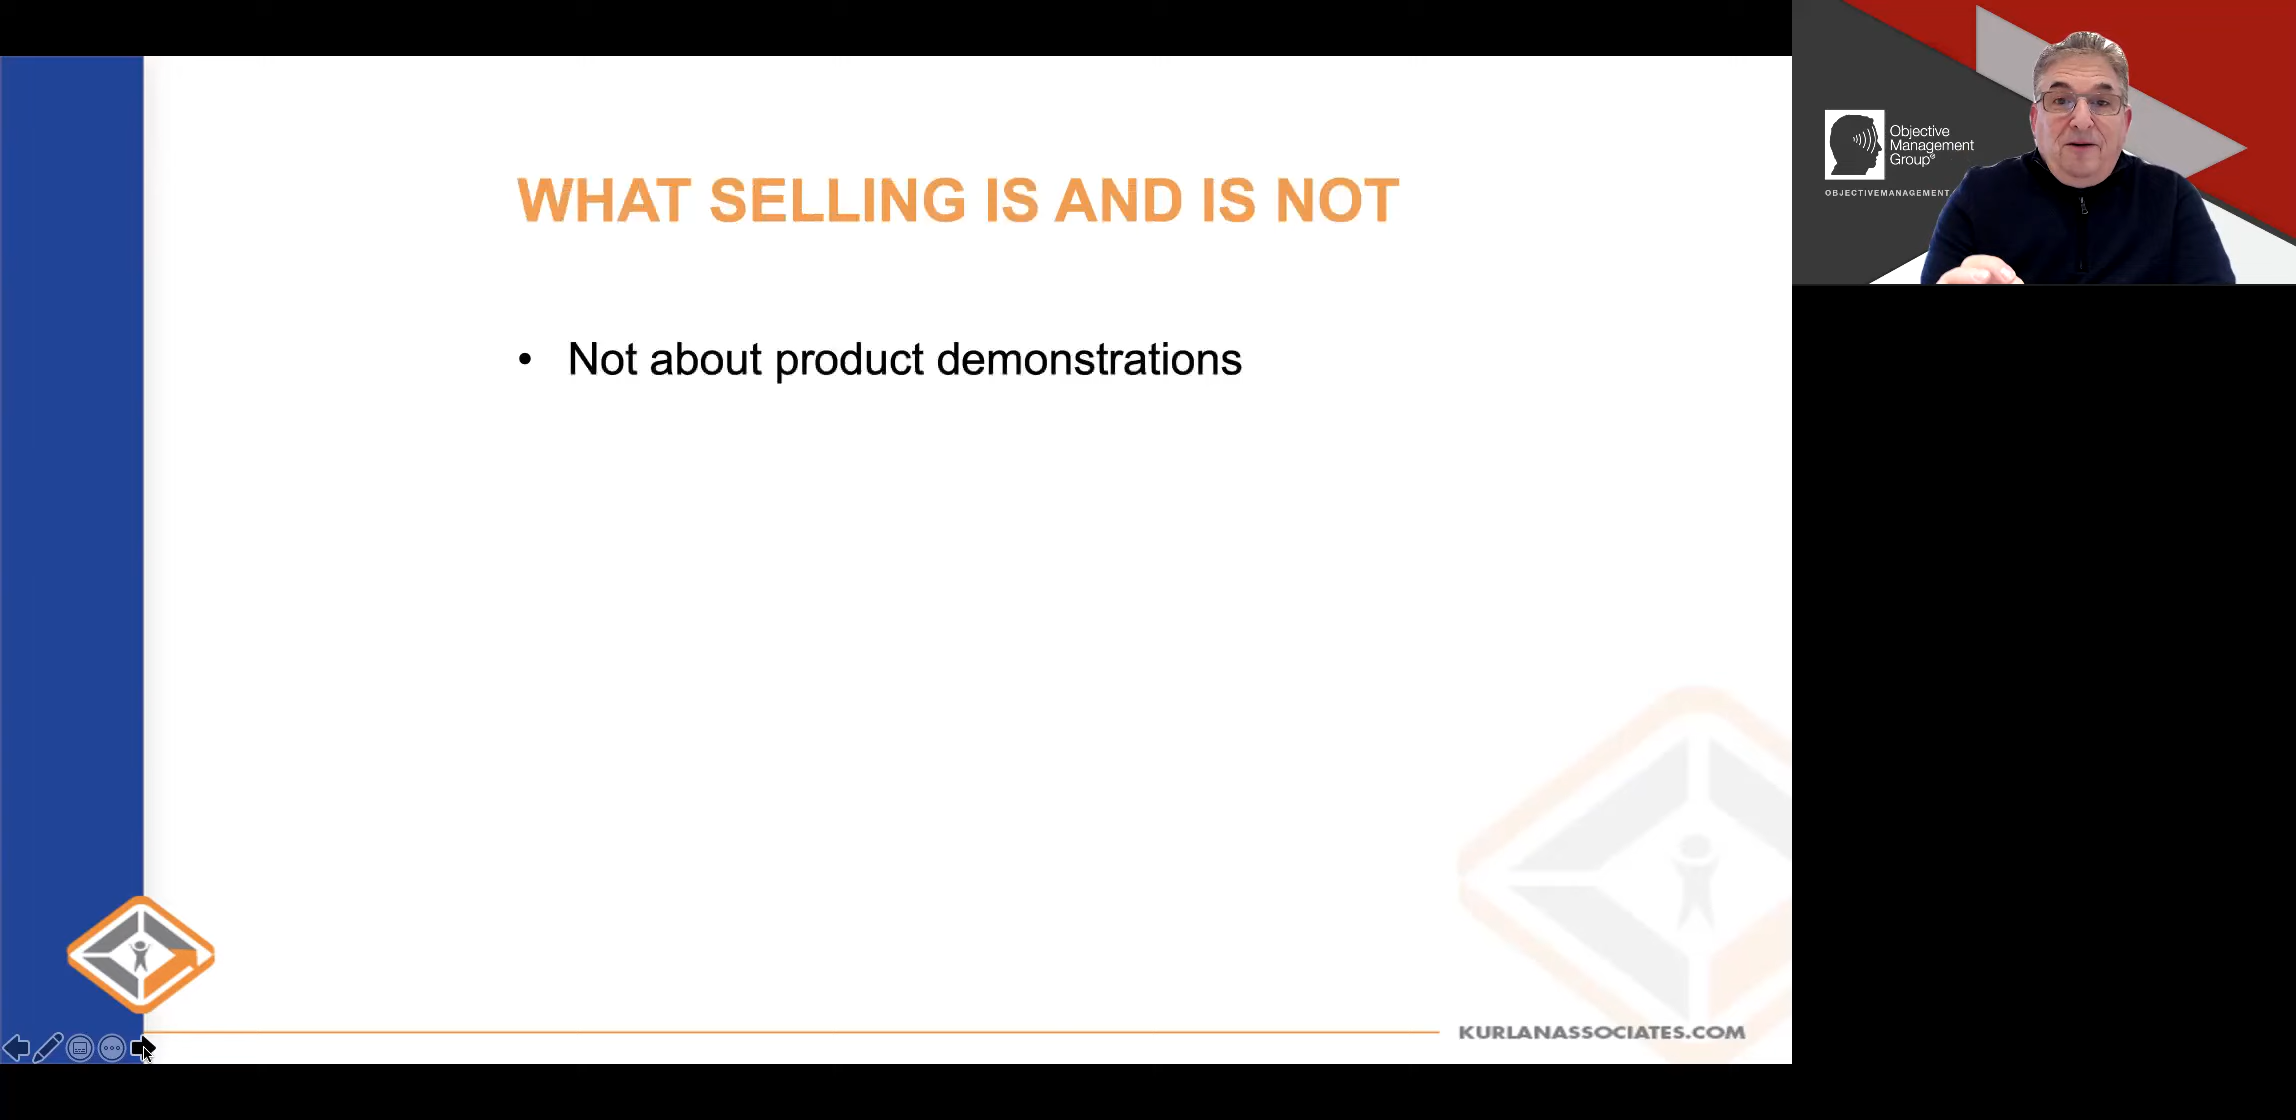 WHAT SELLING IS AND IS NOT
• Not about product demonstrations
KURLANASSOCIATES.COM
Objective
Management
Group®
OBJECTIVEMANAGEMENT